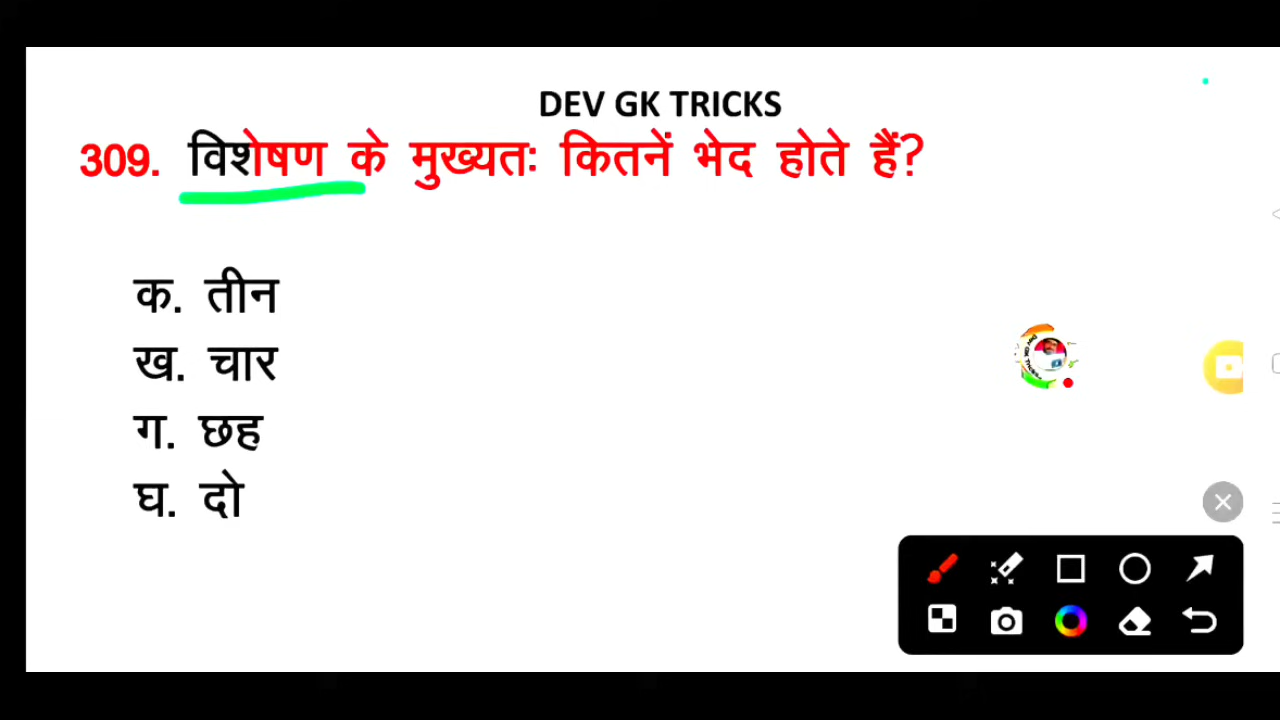 DEV GK TRICKS
309. विशेषण के मुख्यतः कितनें भेद होते हैं?
क. तीन
ख. चार
ग. छह
घ. दो